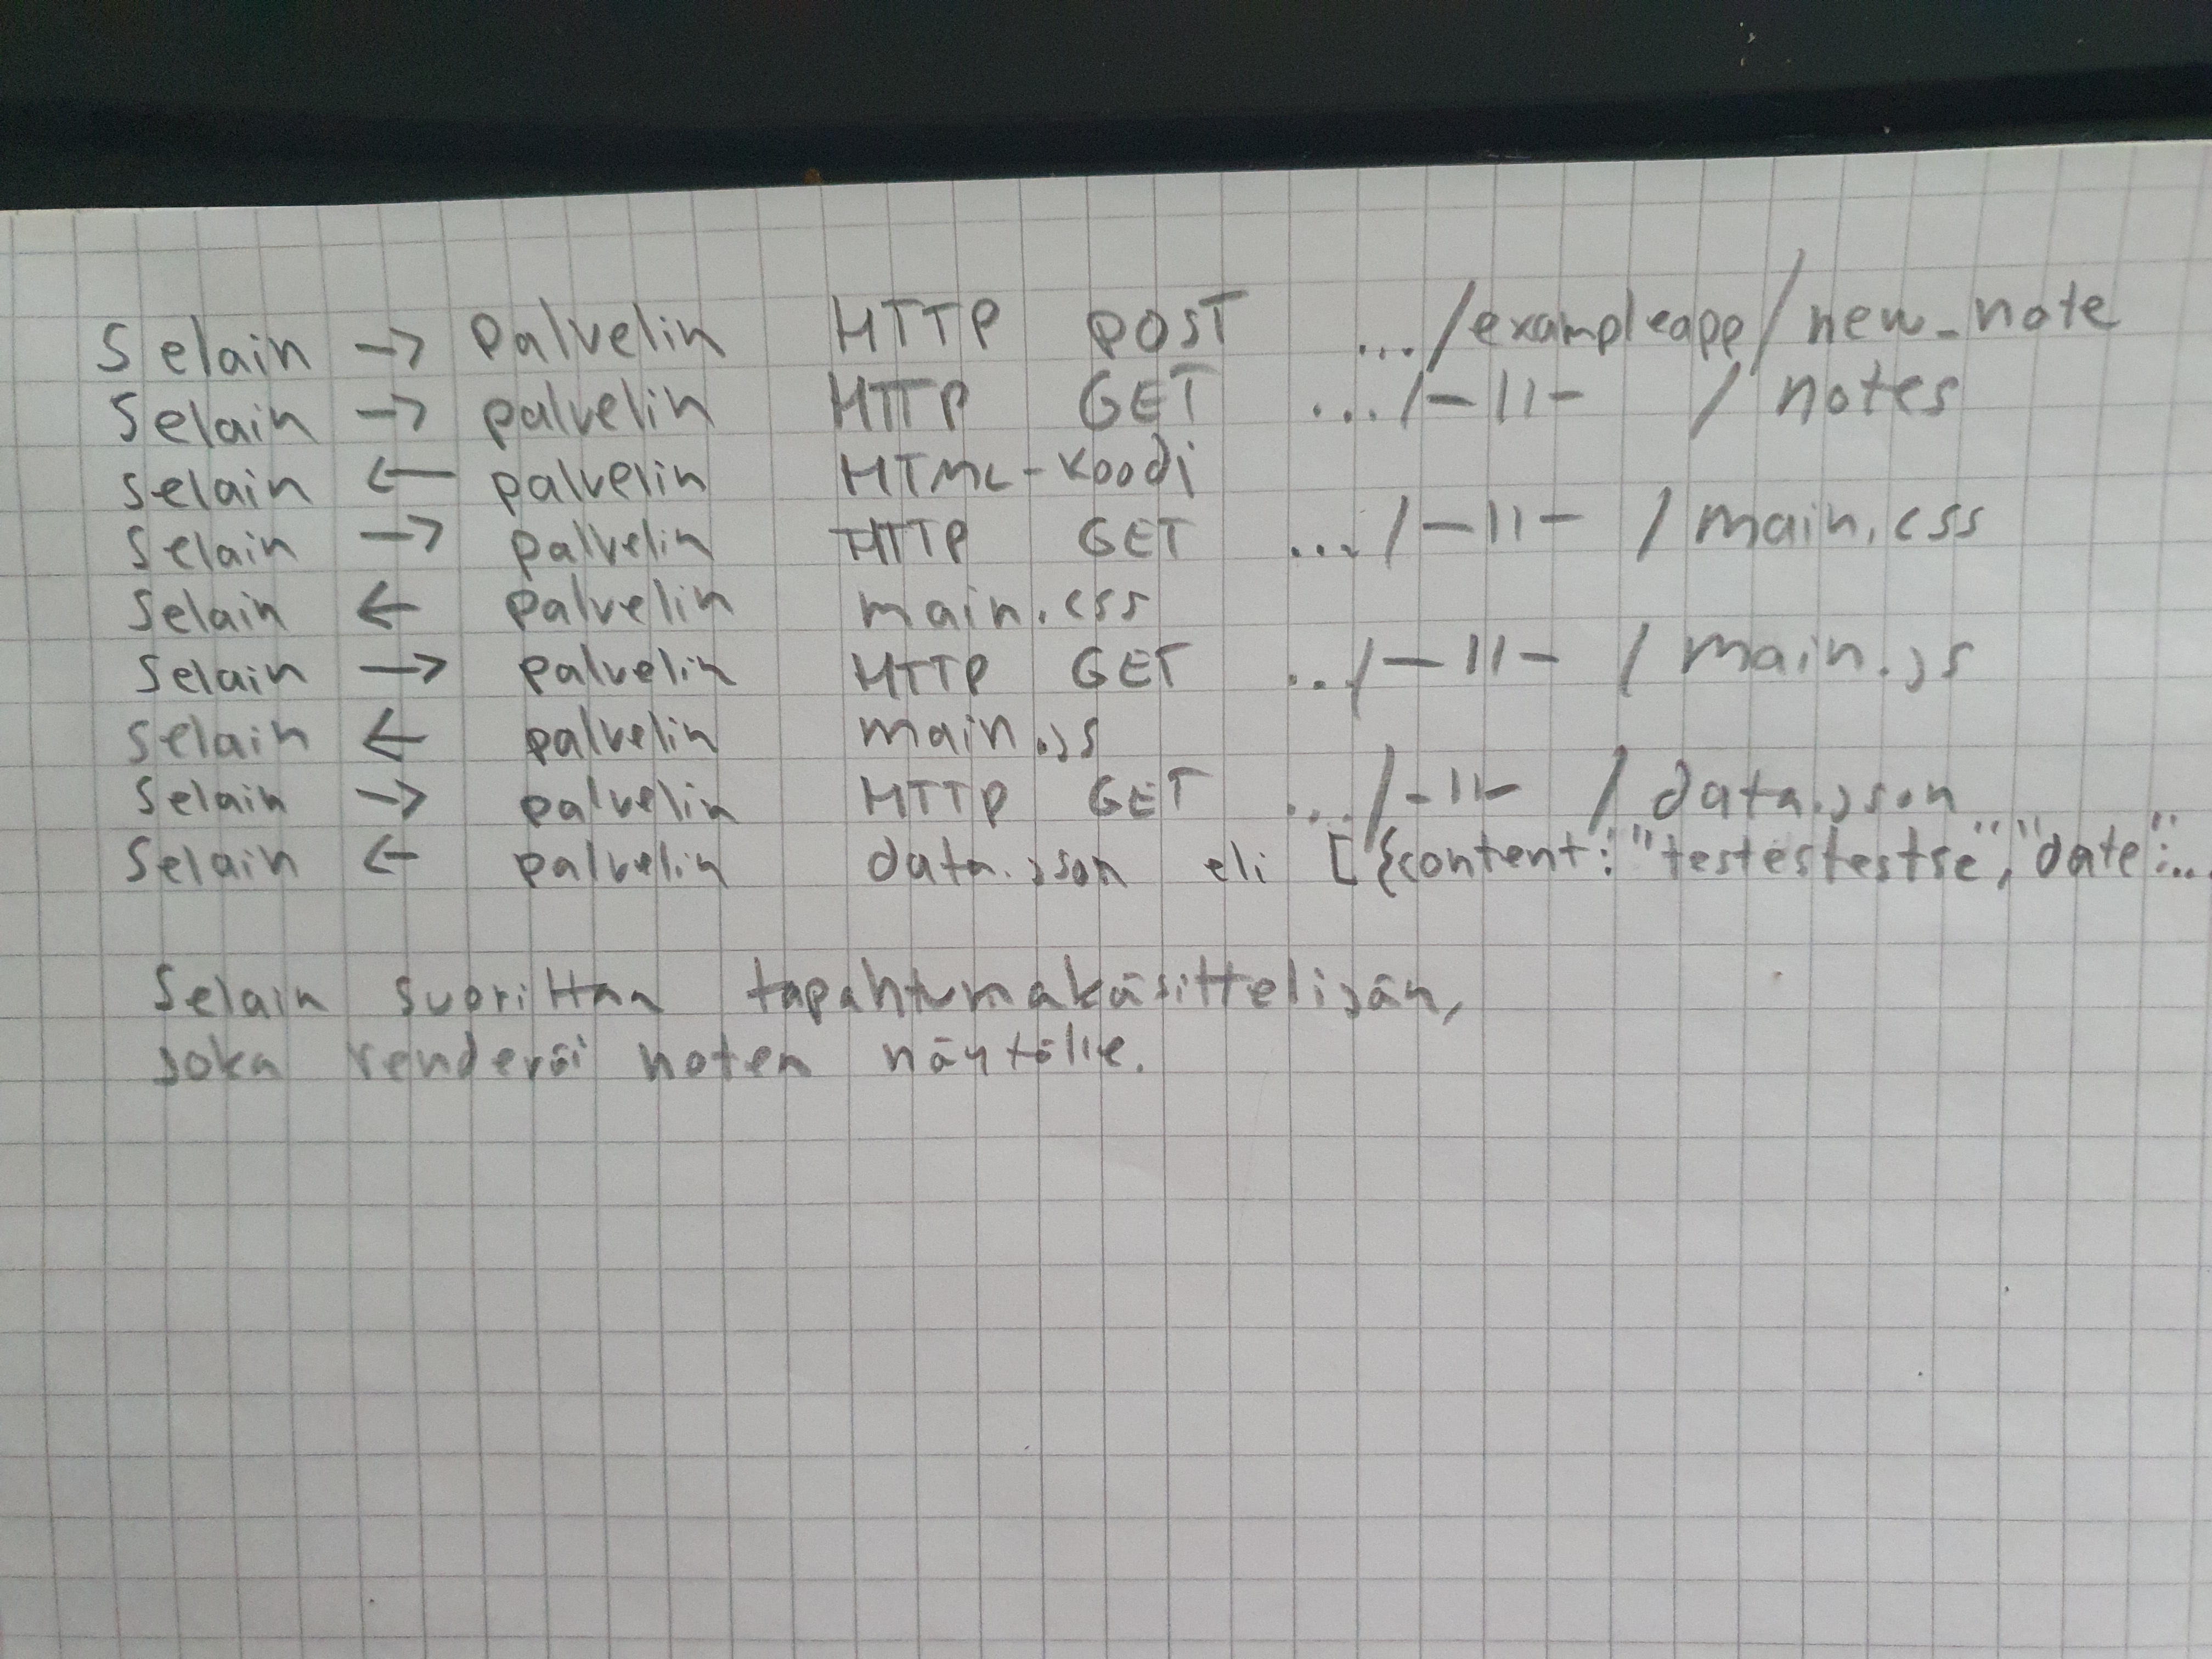 Selain -> Palvelin HTTP POST .../exampleapp/new_note
Selain -> palvelin HTTP GET .../-11- / notes
selain <- palvelin HTML-koodi
Selain -> palvelin HTTP GET .../-11- / main.css
Selain <- palvelin main.css
Selain -> palvelin HTTP GET ../-11- / main.js
Selain <- palvelin main.js
Selain -> palvelin HTTP GET .../-11- / data.json
Selain <- palvelin data.json eli [{content:"testestestse","date":...
Selain suorittaa tapahtumakäsittelijän,
joka renderöi noten näytölle.